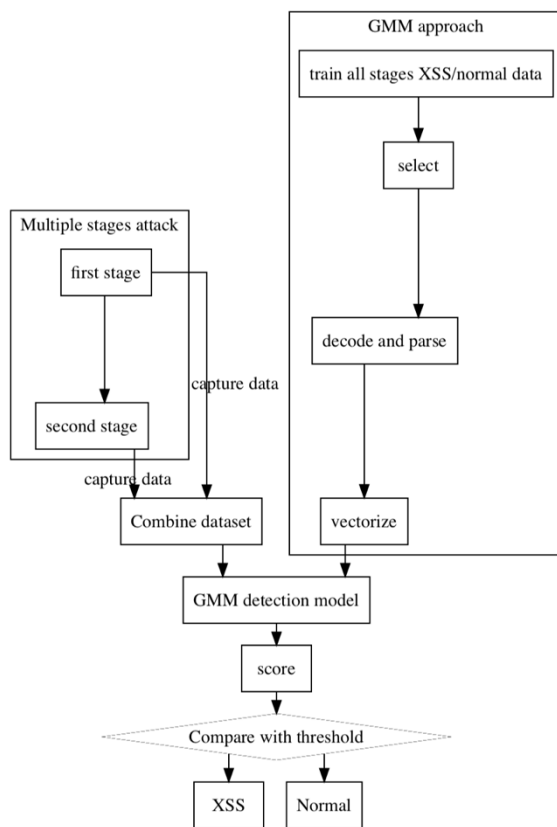 GMM approach
train all stages XSS/normal data
select
Multiple stages attack
first stage
decode and parse
capture data
second stage
capture data
Combine dataset
vectorize
GMM detection model
score
Compare with threshold
XSS
Normal